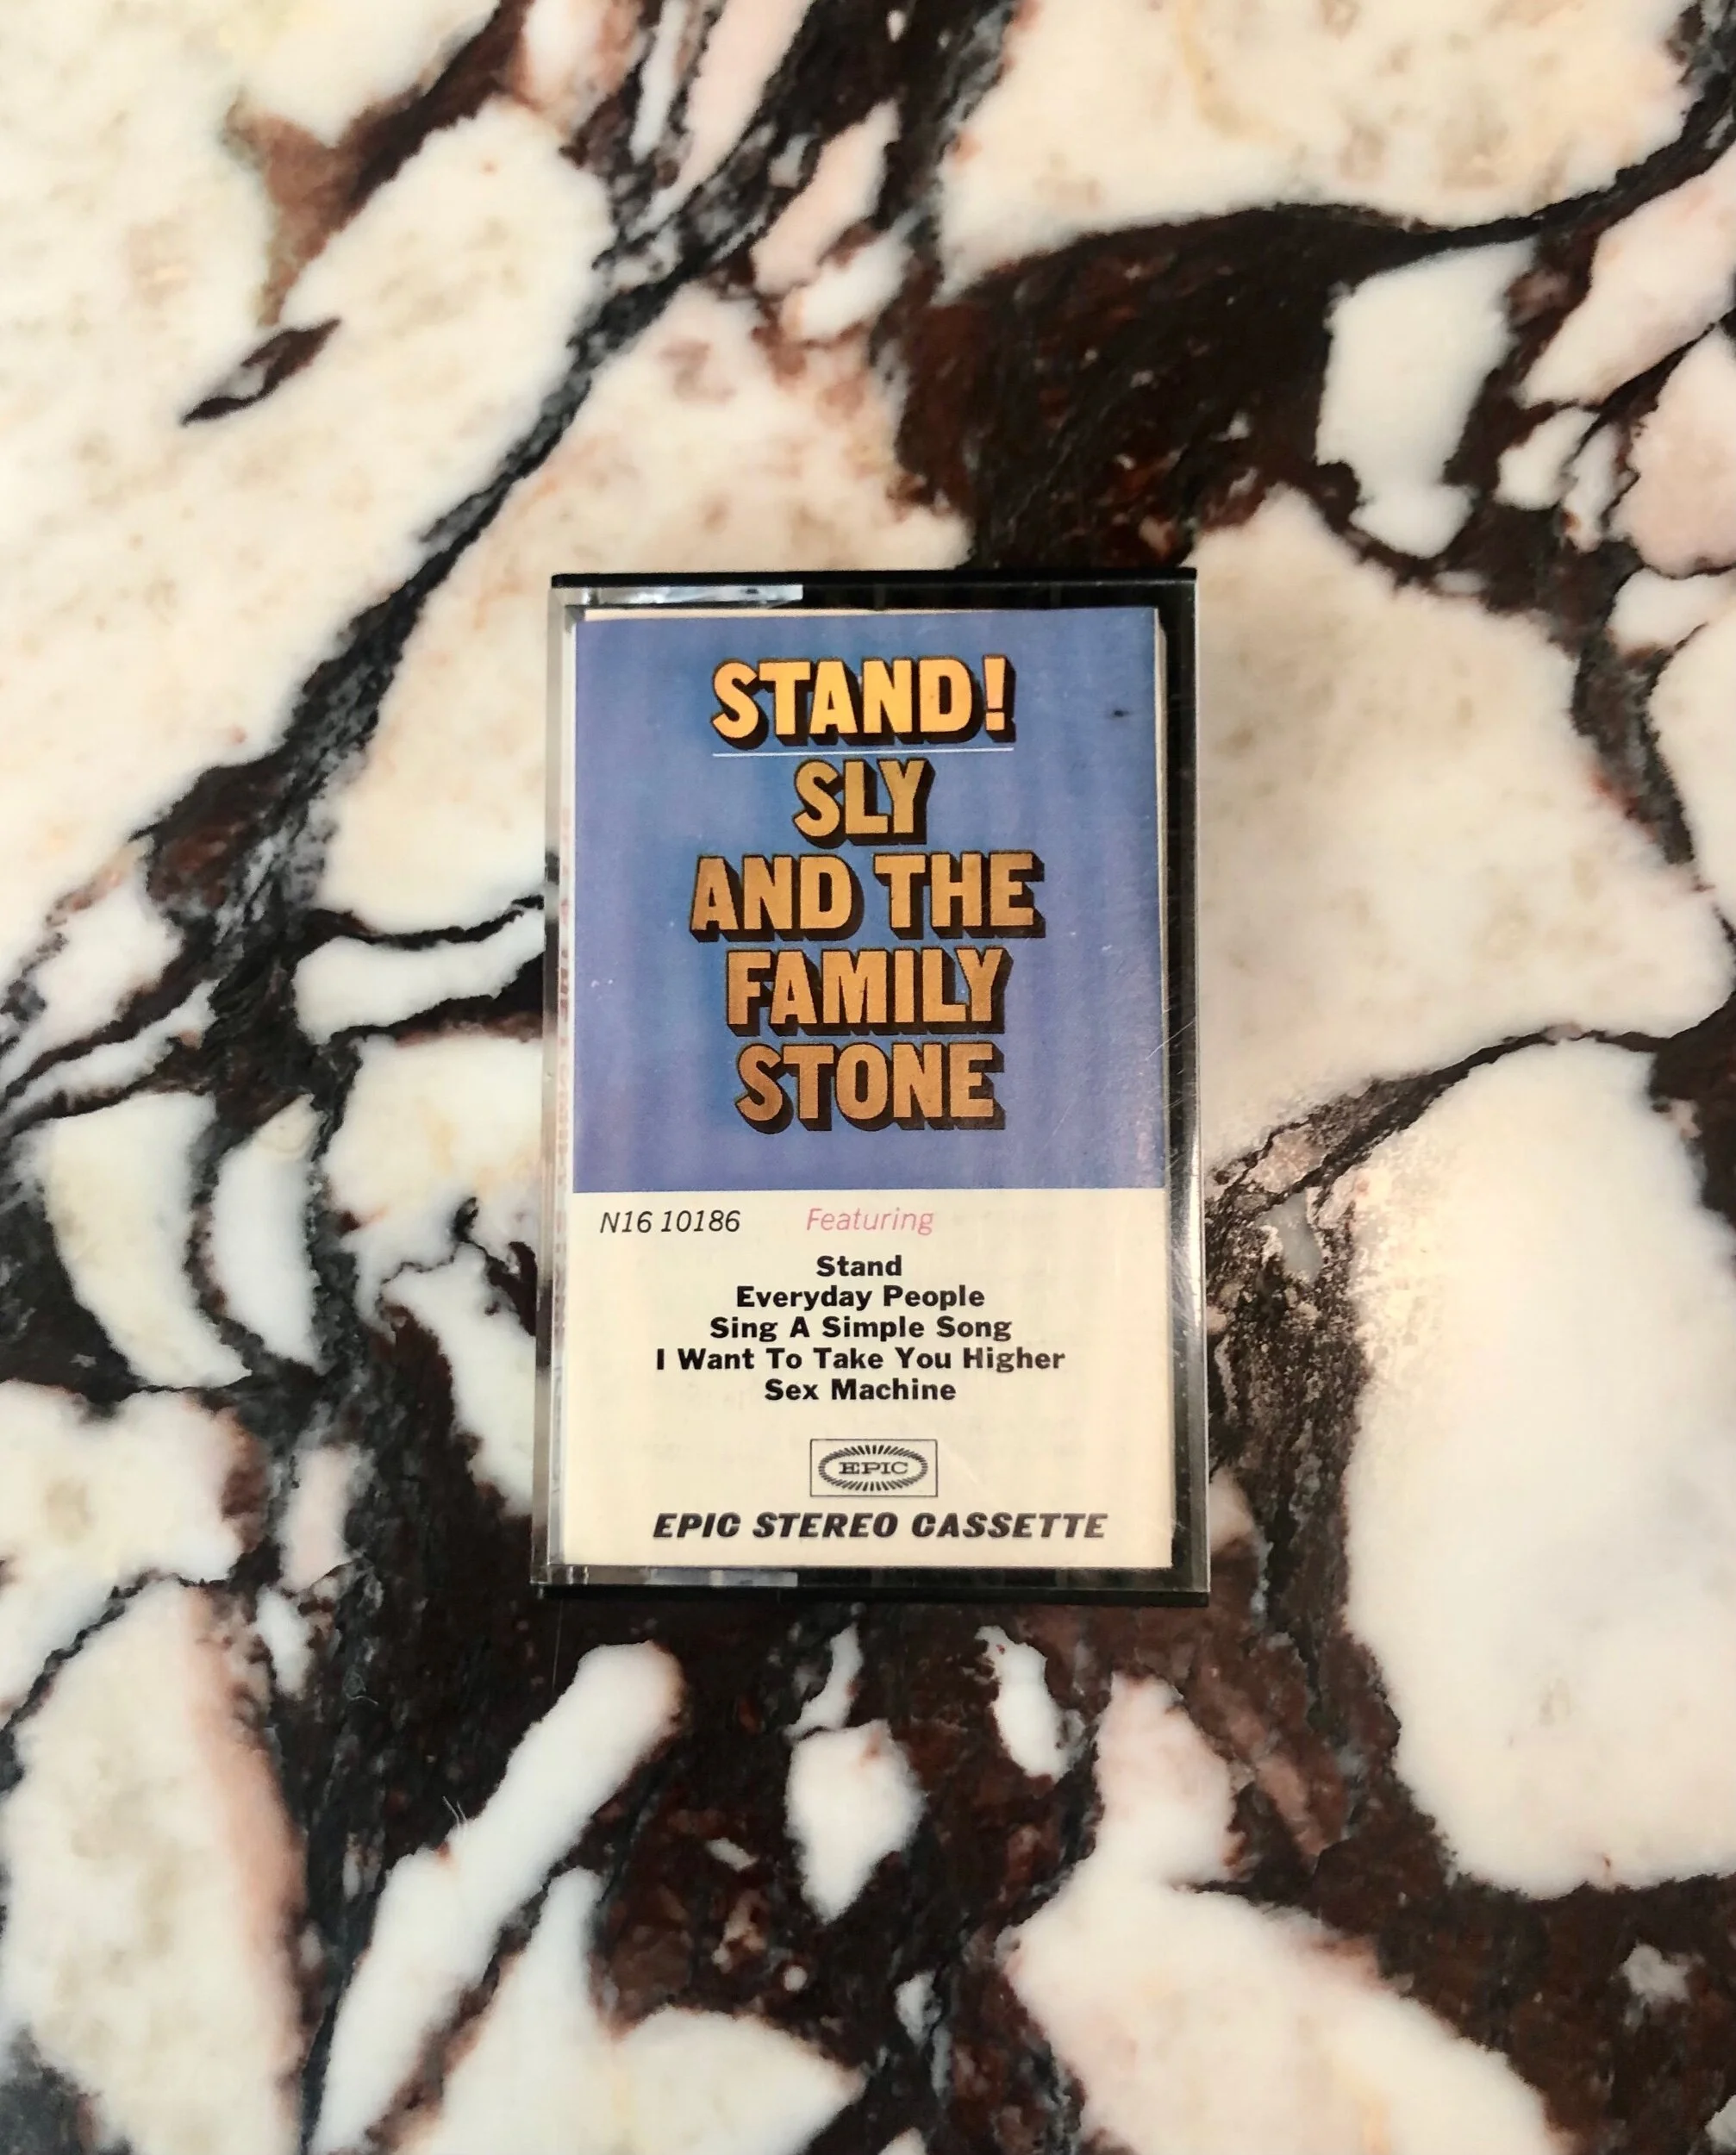 STAND!
SLY
AND THE
FAMILY
STONE
N16 10186 Featuring
Stand
Everyday People
Sing A Simple Song
I Want To Take You Higher
Sex Machine
EPIC
EPIC STEREO CASSETTE